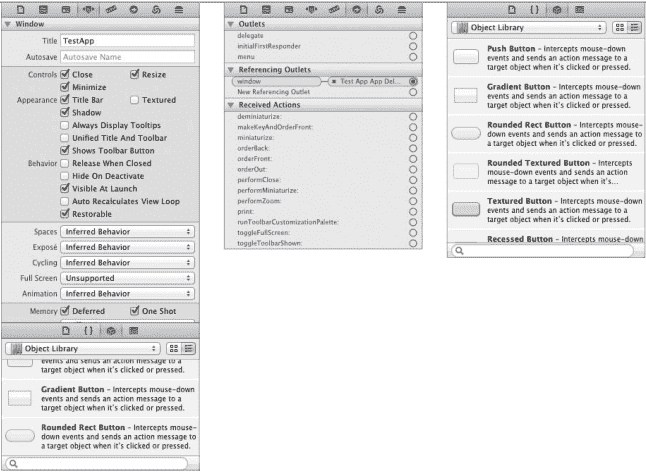 Window
Title TestApp
Autosave Autosave Name
Controls Close Resize
Minimize
Appearance Title Bar Textured
Shadow
Always Display Tooltips
Unified Title And Toolbar
Shows Toolbar Button
Behavior Release When Closed
Hide On Deactivate
Visible At Launch
Auto Recalculates View Loop
Restorable
Spaces Inferred Behavior
Exposé Inferred Behavior
Cycling Inferred Behavior
Full Screen Unsupported
Animation Inferred Behavior
Memory Deferred One Shot
{ }
Object Library
events and sends an action message to a
target object when it's clicked or pressed.
Gradient Button – Intercepts mouse-down
events and sends an action message to a
target object when it's clicked or pressed.
Rounded Rect Button – Intercepts mouse-
down events and sends an action message to
a target object when it's clicked or pressed.
Outlets
delegate
initialFirstResponder
menu
Referencing Outlets
window Test App App Del...
New Referencing Outlet
Received Actions
deminiaturize:
makeKeyAndOrderFront:
miniaturize:
orderBack:
orderFront:
orderOut:
performClose:
performMiniaturize:
performZoom:
print:
runToolbarCustomizationPalette:
toggleFullScreen:
toggleToolbarShown:
{ }
Object Library
Push Button – Intercepts mouse-down
events and sends an action message to a
target object when it's clicked or pressed.
Gradient Button – Intercepts mouse-down
events and sends an action message to a
target object when it's clicked or pressed.
Rounded Rect Button – Intercepts mouse-
down events and sends an action message to
a target object when it's clicked or pressed.
Rounded Textured Button – Intercepts
mouse-down events and sends an action
message to a target object when it's...
Textured Button – Intercepts mouse-down
events and sends an action message to a
target object when it's clicked or pressed.
Recessed Button – Intercepts mouse-down